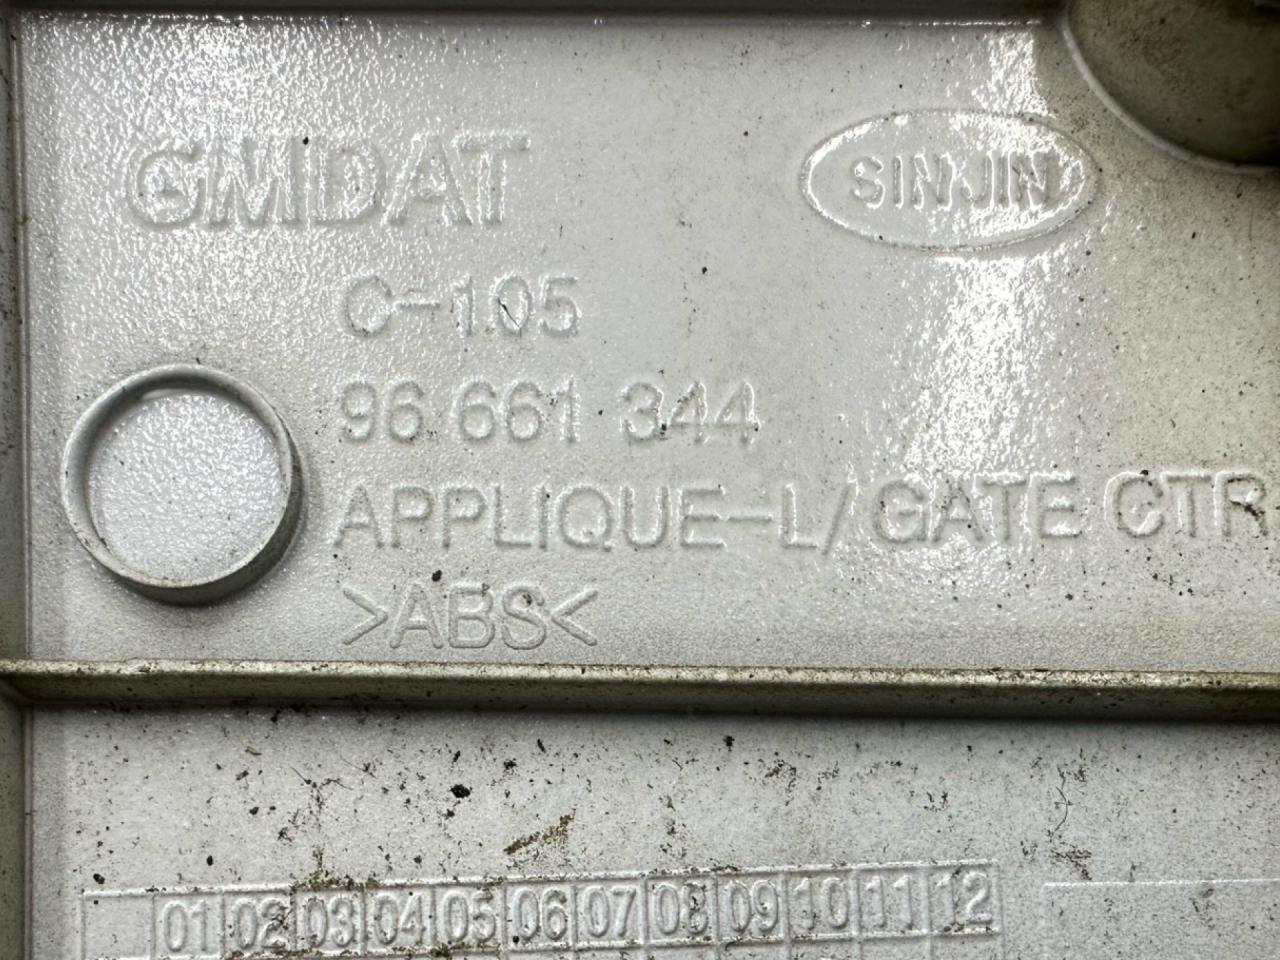 GMDAT
SINJIN
C-105
96 661 344
APPLIQUE-L/GATE CTR
>ABS<
01 02 03 04 05 06 07 08 09 10 11 12